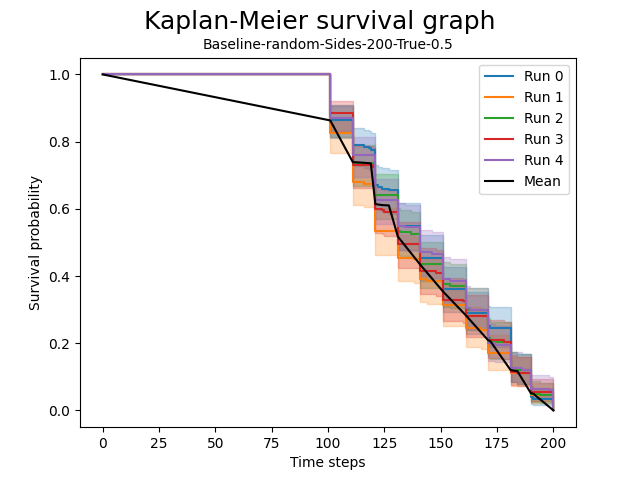 Kaplan-Meier survival graph
Baseline-random-Sides-200-True-0.5
Survival probability
1.0
0.8
0.6
0.4
0.2
0.0
Run 0
Run 1
Run 2
Run 3
Run 4
Mean
0 25 50 75 100 125 150 175 200
Time steps